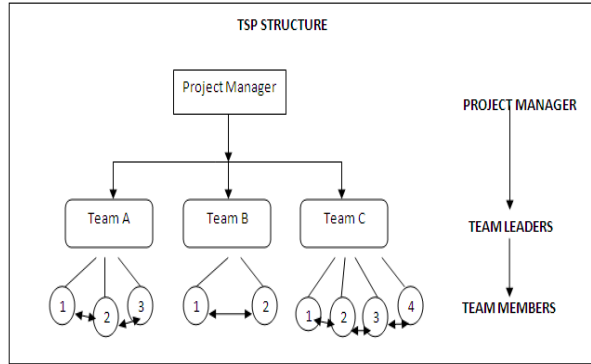 TSP STRUCTURE
Project Manager
PROJECT MANAGER
Team A
Team B
Team C
TEAM LEADERS
1
2
3
1
2
1
2
3
4
TEAM MEMBERS